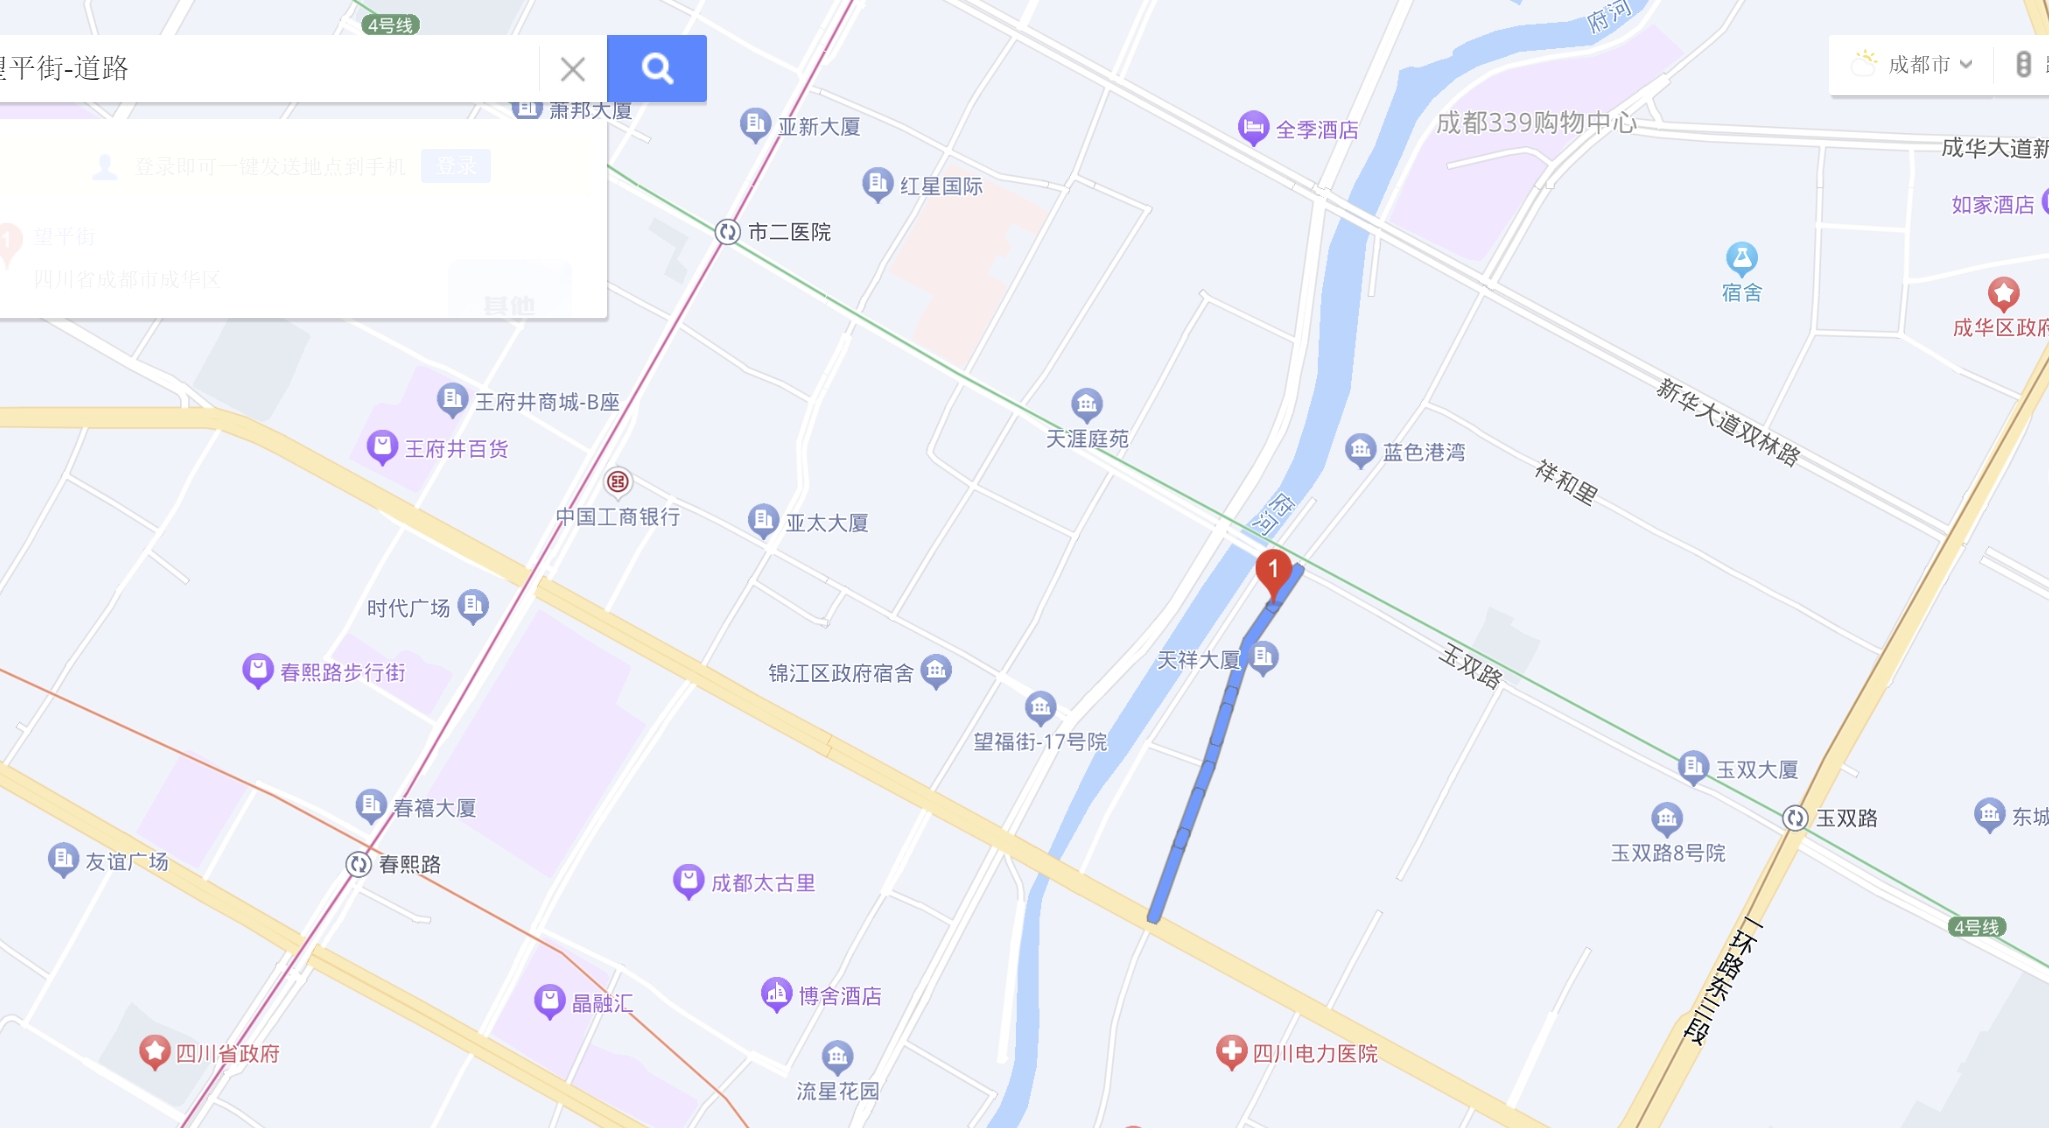 4号线
平街-道路
成都市
萧邦大厦
亚新大厦
全季酒店
成都339购物中心
府河
成华大道新
登录即可一键发送地点到手机
登录
红星国际
如家酒店
1
望平街
市二医院
四川省成都市成华区
其他
宿舍
成华区政府
王府井商城-B座
王府井百货
天涯庭苑
蓝色港湾
新华大道双林路
祥和里
中国工商银行
亚太大厦
府河
1
时代广场
天祥大厦
玉双路
春熙路步行街
锦江区政府宿舍
望福街-17号院
玉双大厦
春禧大厦
玉双路
东城
友谊广场
春熙路
玉双路8号院
成都太古里
4号线
一环路东三段
晶融汇
博舍酒店
四川省政府
四川电力医院
流星花园